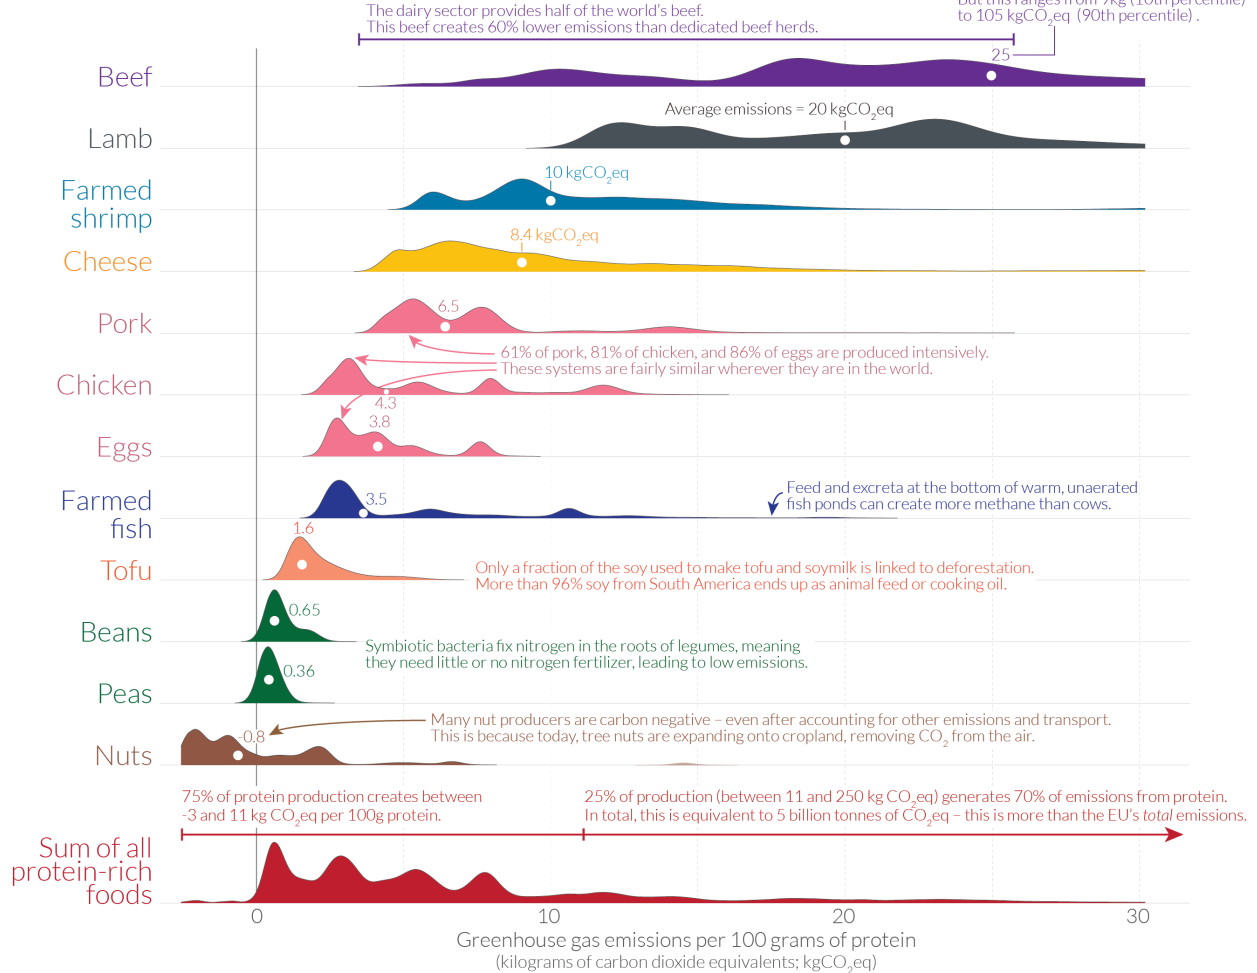 The dairy sector provides half of the world's beef.
This beef creates 60% lower emissions than dedicated beef herds.
But this ranges from 9kg (10th percentile)
to 105 kgCO₂eq (90th percentile) .
Beef
25
Lamb
Average emissions = 20 kgCO₂eq
Farmed
shrimp
10 kgCO₂eq
Cheese
8.4 kgCO₂eq
Pork
6.5
61% of pork, 81% of chicken, and 86% of eggs are produced intensively.
These systems are fairly similar wherever they are in the world.
Chicken
4.3
Eggs
3.8
Farmed
fish
3.5
Feed and excreta at the bottom of warm, unaerated
fish ponds can create more methane than cows.
Tofu
1.6
Only a fraction of the soy used to make tofu and soymilk is linked to deforestation.
More than 96% soy from South America ends up as animal feed or cooking oil.
Beans
0.65
Symbiotic bacteria fix nitrogen in the roots of legumes, meaning
they need little or no nitrogen fertilizer, leading to low emissions.
Peas
0.36
Many nut producers are carbon negative – even after accounting for other emissions and transport.
This is because today, tree nuts are expanding onto cropland, removing CO₂ from the air.
Nuts
-0.8
75% of protein production creates between
-3 and 11 kg CO₂eq per 100g protein.
25% of production (between 11 and 250 kg CO₂eq) generates 70% of emissions from protein.
In total, this is equivalent to 5 billion tonnes of CO₂eq – this is more than the EU's total emissions.
Sum of all
protein-rich
foods
0
10
20
30
Greenhouse gas emissions per 100 grams of protein
(kilograms of carbon dioxide equivalents; kgCO₂eq)